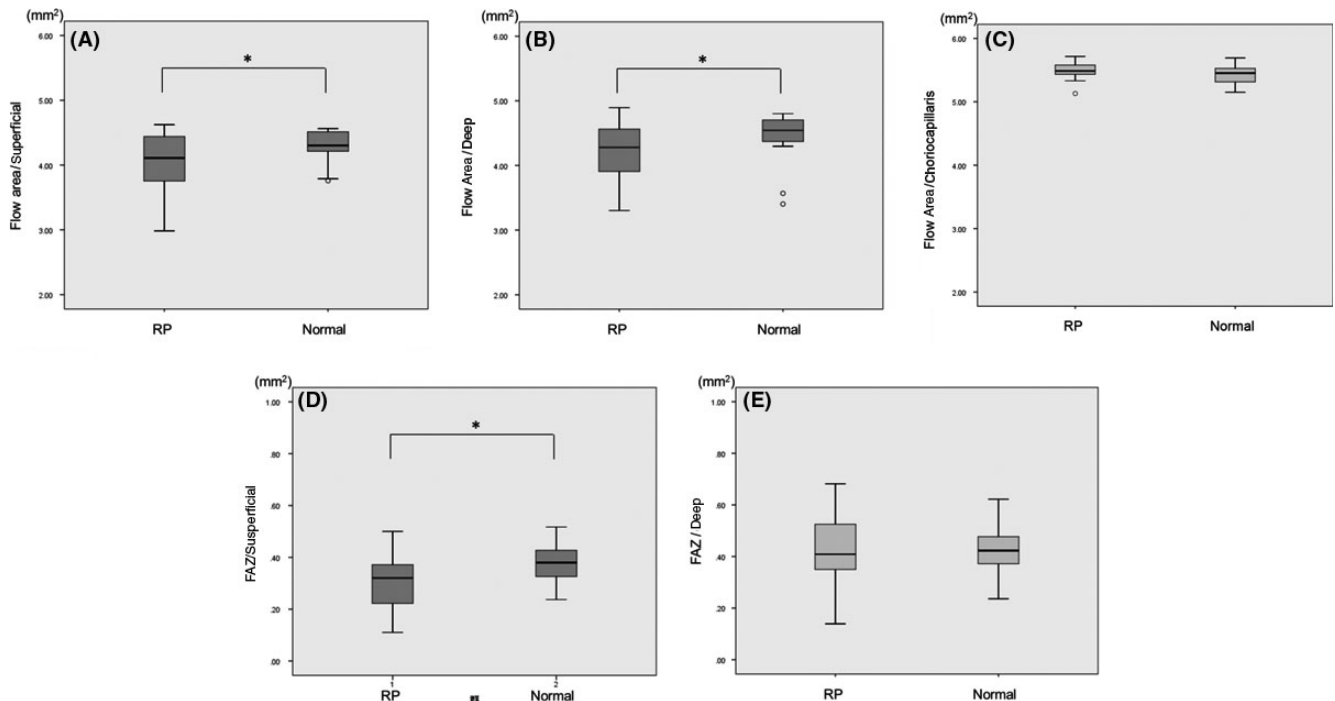 (mm²)
(A)
*
Flow area/Superficial
6.00
5.00
4.00
3.00
2.00
RP Normal
(mm²)
(B)
*
Flow Area/Deep
6.00
5.00
4.00
3.00
2.00
RP Normal
(mm²)
(C)
Flow Area/Choriocapillaris
6.00
5.00
4.00
3.00
2.00
RP Normal
(mm²)
(D)
*
FAZ/Susperficial
1.00
.80
.60
.40
.20
.00
1 2
RP Normal
(mm²)
(E)
FAZ / Deep
1.00
.80
.60
.40
.20
.00
RP Normal